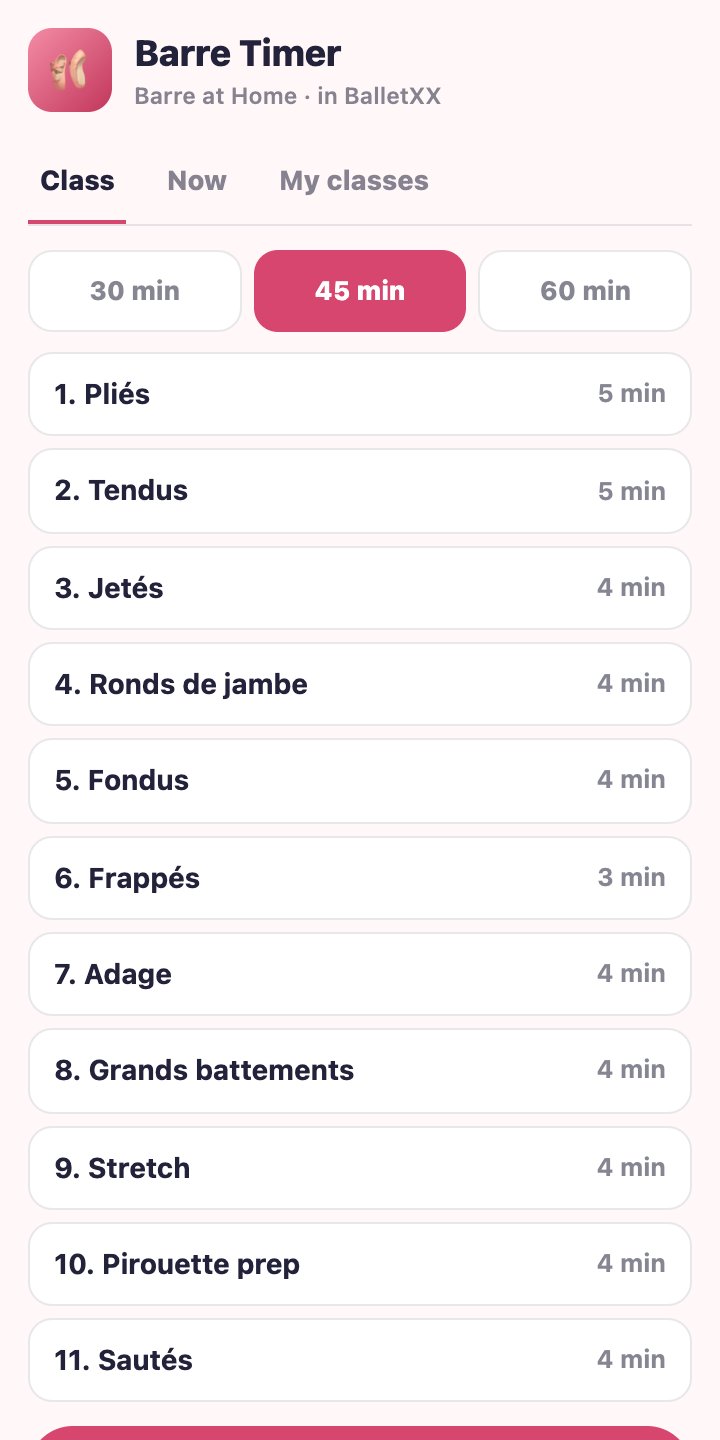 Barre Timer
Barre at Home · in BalletXX
Class Now My classes
30 min 45 min 60 min
1. Pliés 5 min
2. Tendus 5 min
3. Jetés 4 min
4. Ronds de jambe 4 min
5. Fondus 4 min
6. Frappés 3 min
7. Adage 4 min
8. Grands battements 4 min
9. Stretch 4 min
10. Pirouette prep 4 min
11. Sautés 4 min